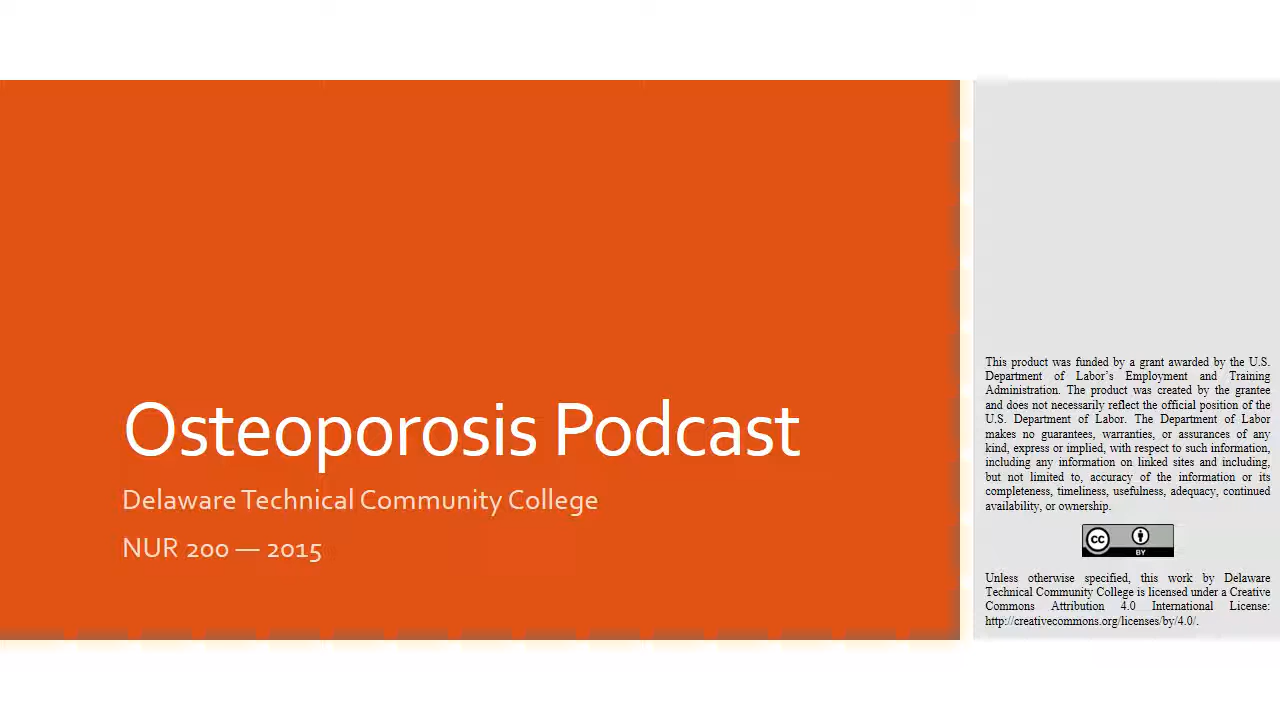 Osteoporosis Podcast
Delaware Technical Community College
NUR 200 — 2015
This product was funded by a grant awarded by the U.S.
Department of Labor’s Employment and Training
Administration. The product was created by the grantee
and does not necessarily reflect the official position of the
U.S. Department of Labor. The Department of Labor
makes no guarantees, warranties, or assurances of any
kind, express or implied, with respect to such information,
including any information on linked sites and including,
but not limited to, accuracy of the information or its
completeness, timeliness, usefulness, adequacy, continued
availability, or ownership.
cc
BY
Unless otherwise specified, this work by Delaware
Technical Community College is licensed under a Creative
Commons Attribution 4.0 International License:
http://creativecommons.org/licenses/by/4.0/.